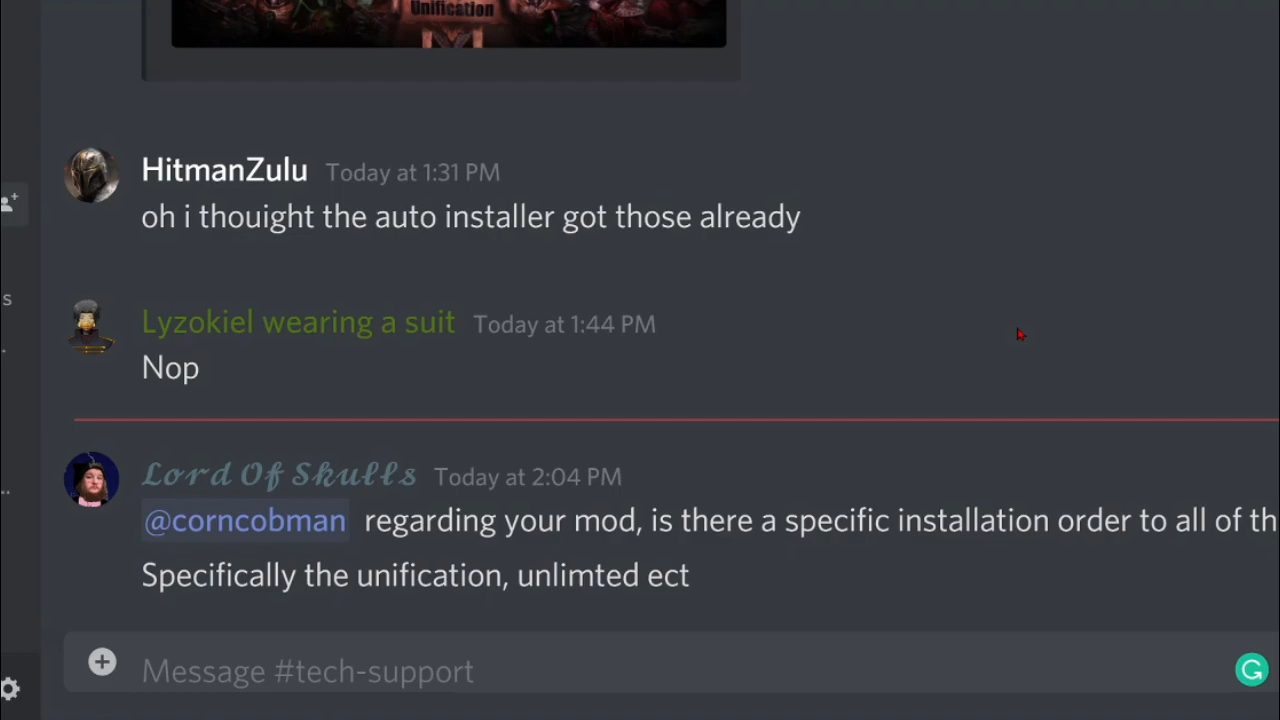 Unification
HitmanZulu Today at 1:31 PM
oh i thouight the auto installer got those already
s
Lyzokiel wearing a suit Today at 1:44 PM
Nop
Lord Of Skulls Today at 2:04 PM
@corncobman regarding your mod, is there a specific installation order to all of th
Specifically the unification, unlimted ect
Message #tech-support